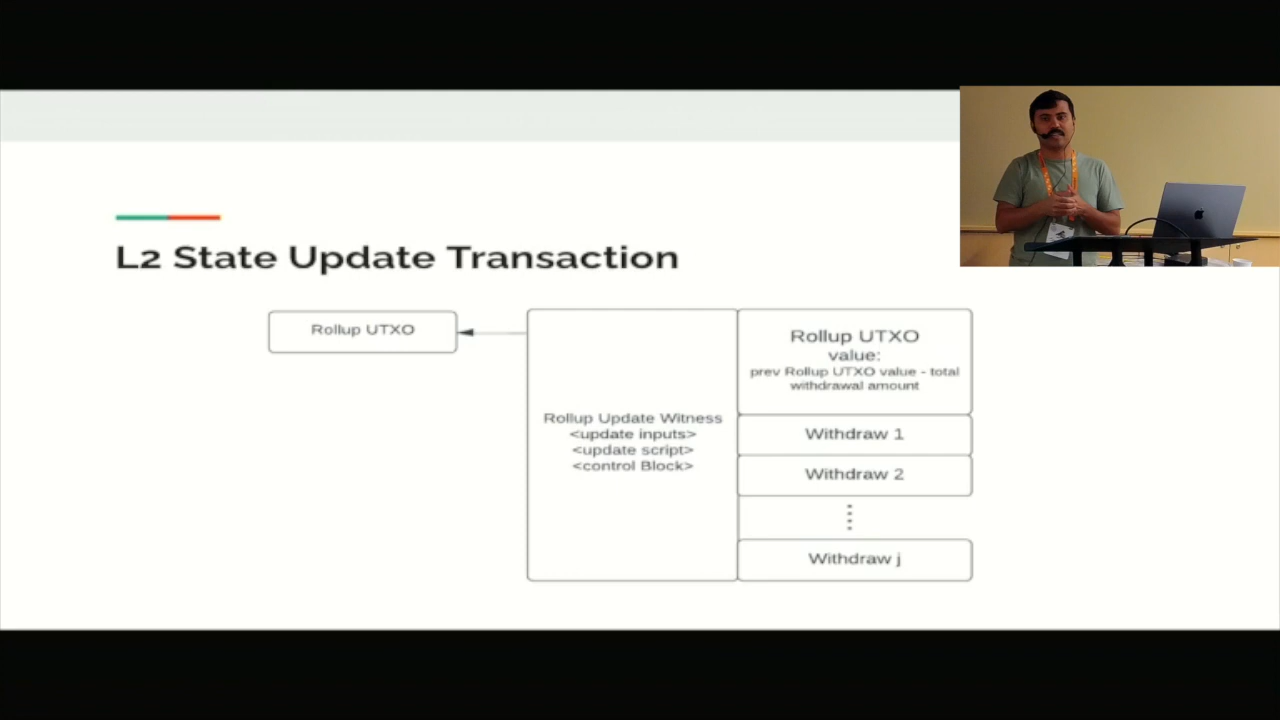 L2 State Update Transaction
Rollup UTXO
Rollup Update Witness
<update inputs>
<update script>
<control Block>
Rollup UTXO
value:
prev Rollup UTXO value - total
withdrawal amount
Withdraw 1
Withdraw 2
Withdraw j